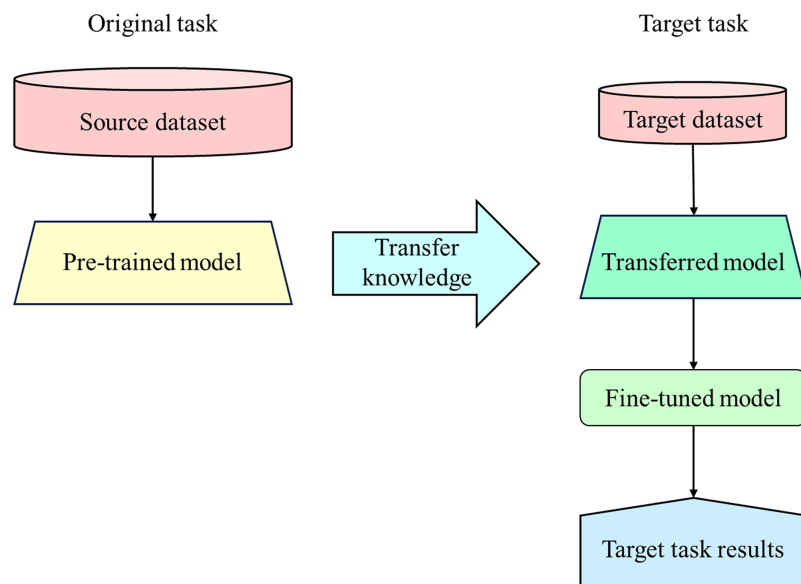 Original task
Target task
Source dataset
Target dataset
Pre-trained model
Transfer
knowledge
Transferred model
Fine-tuned model
Target task results